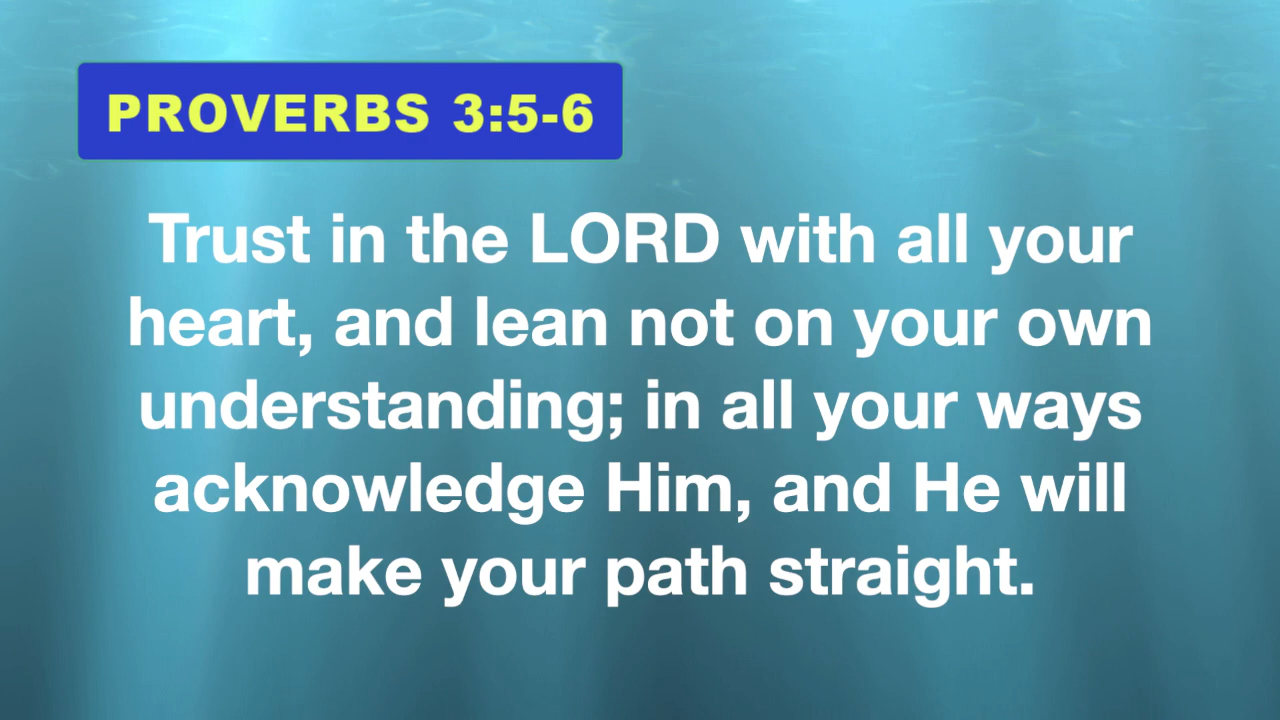 PROVERBS 3:5-6
Trust in the LORD with all your
heart, and lean not on your own
understanding; in all your ways
acknowledge Him, and He will
make your path straight.